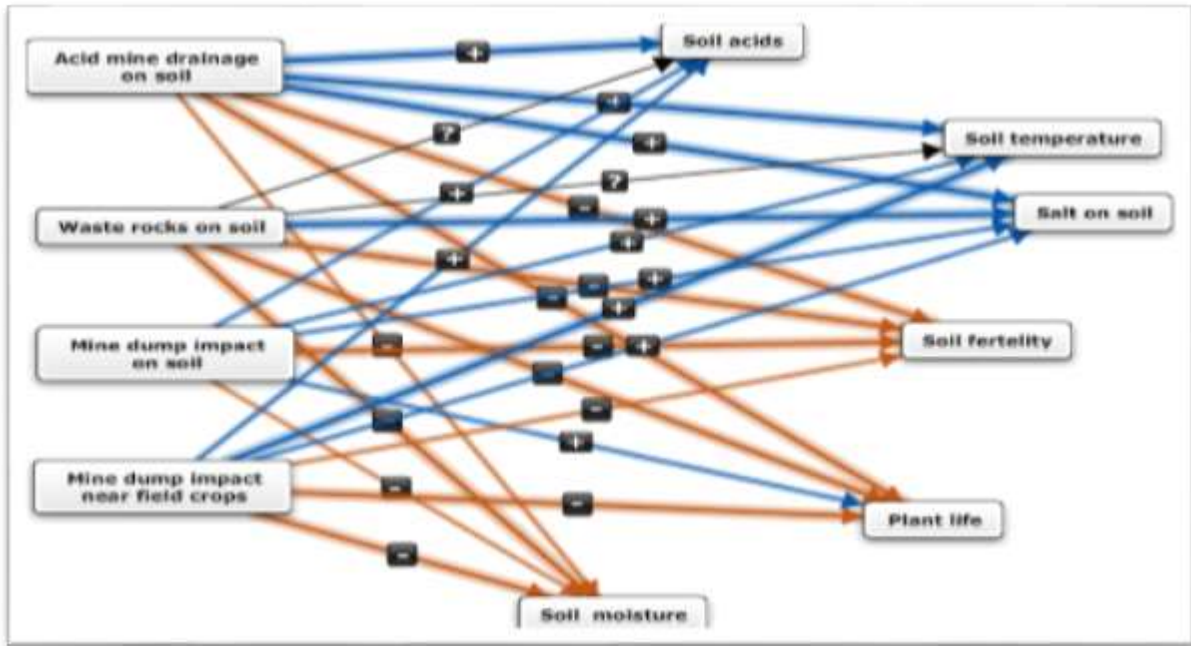 Acid mine drainage
on soil
Soil acids
+
+
Soil temperature
?
+
+
?
Waste rocks on soil
-
+
Salt on soil
+
+
+
-
-
+
Mine dump impact
on soil
-
-
+
Soil fertelity
-
-
-
+
Mine dump impact
near field crops
-
-
Plant life
-
Soil moisture